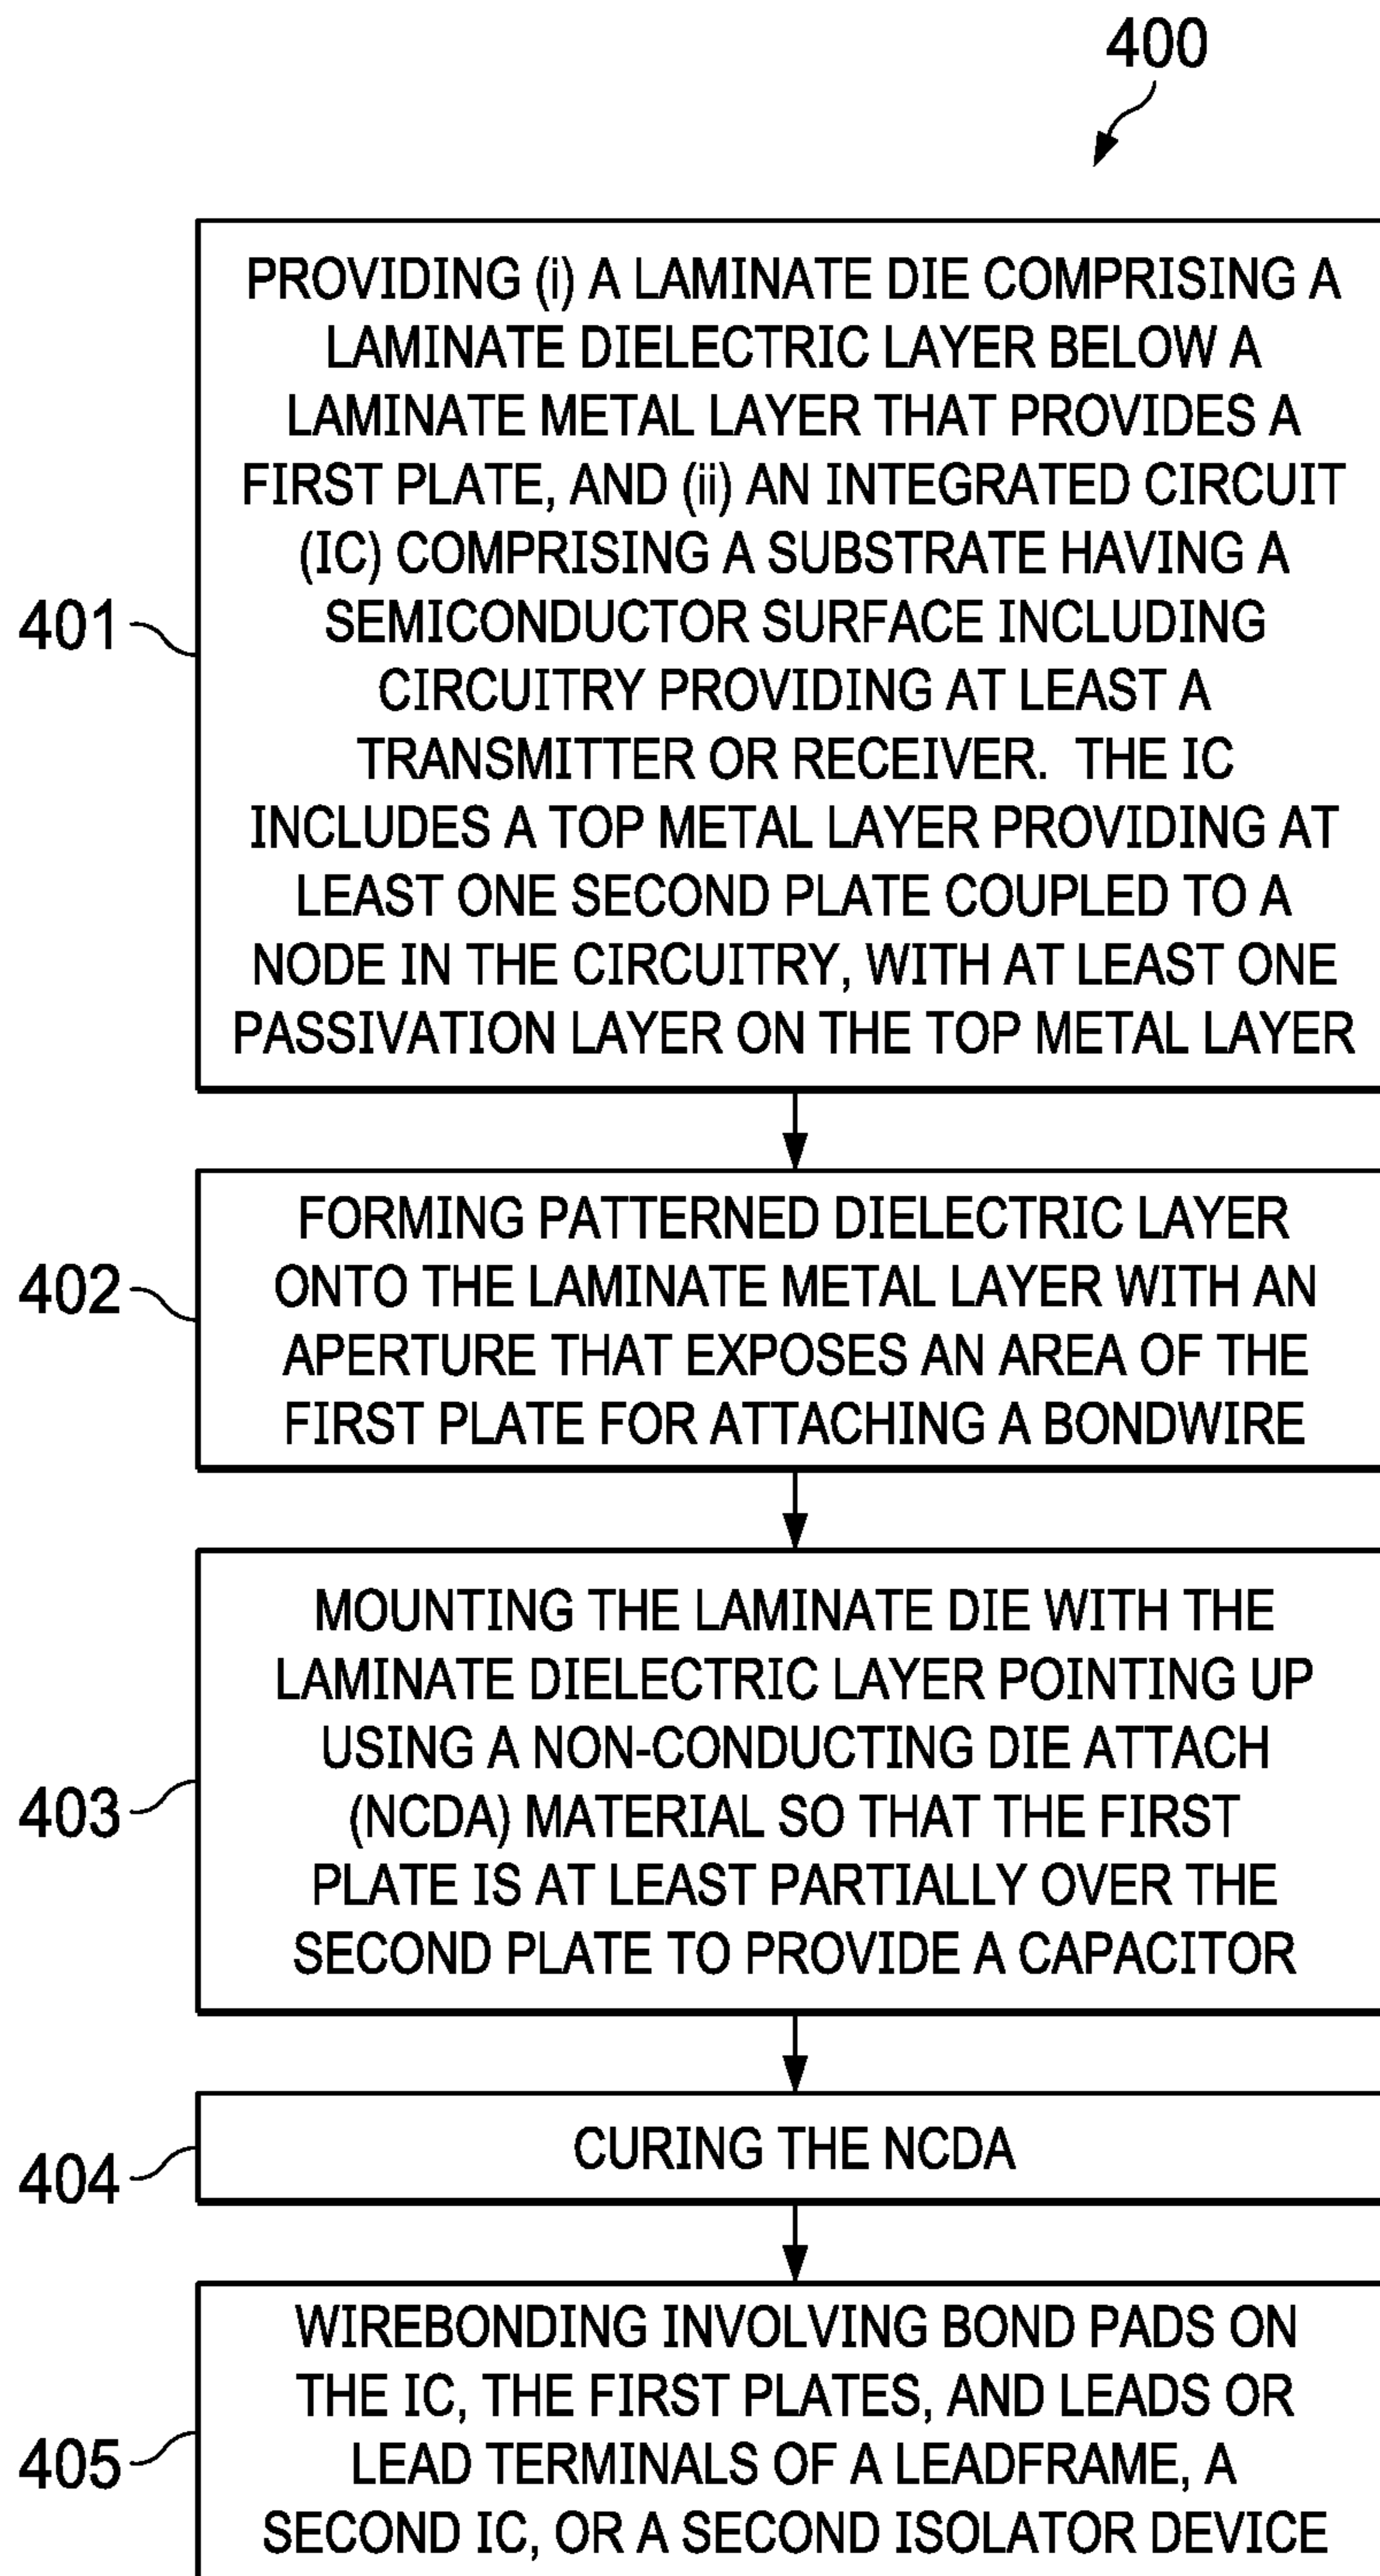 400
401
PROVIDING (i) A LAMINATE DIE COMPRISING A
LAMINATE DIELECTRIC LAYER BELOW A
LAMINATE METAL LAYER THAT PROVIDES A
FIRST PLATE, AND (ii) AN INTEGRATED CIRCUIT
(IC) COMPRISING A SUBSTRATE HAVING A
SEMICONDUCTOR SURFACE INCLUDING
CIRCUITRY PROVIDING AT LEAST A
TRANSMITTER OR RECEIVER. THE IC
INCLUDES A TOP METAL LAYER PROVIDING AT
LEAST ONE SECOND PLATE COUPLED TO A
NODE IN THE CIRCUITRY, WITH AT LEAST ONE
PASSIVATION LAYER ON THE TOP METAL LAYER
402
FORMING PATTERNED DIELECTRIC LAYER
ONTO THE LAMINATE METAL LAYER WITH AN
APERTURE THAT EXPOSES AN AREA OF THE
FIRST PLATE FOR ATTACHING A BONDWIRE
403
MOUNTING THE LAMINATE DIE WITH THE
LAMINATE DIELECTRIC LAYER POINTING UP
USING A NON-CONDUCTING DIE ATTACH
(NCDA) MATERIAL SO THAT THE FIRST
PLATE IS AT LEAST PARTIALLY OVER THE
SECOND PLATE TO PROVIDE A CAPACITOR
404
CURING THE NCDA
405
WIREBONDING INVOLVING BOND PADS ON
THE IC, THE FIRST PLATES, AND LEADS OR
LEAD TERMINALS OF A LEADFRAME, A
SECOND IC, OR A SECOND ISOLATOR DEVICE